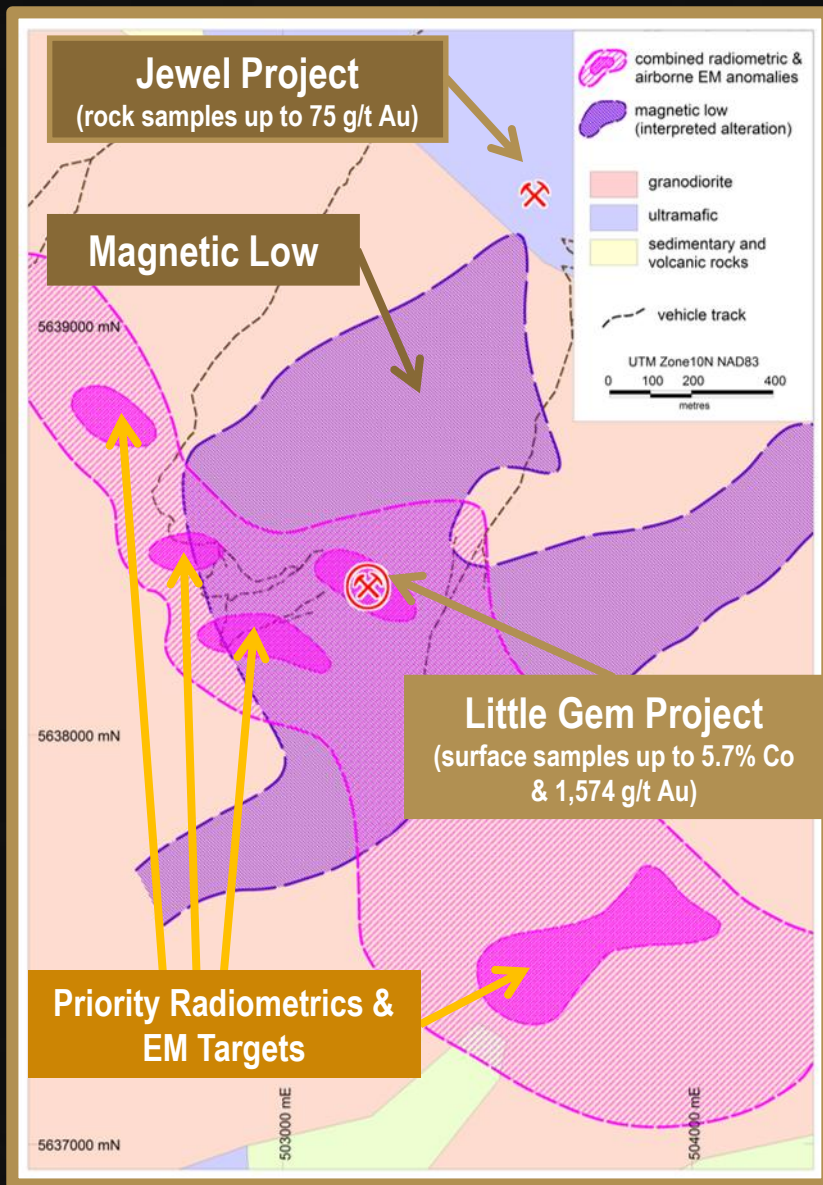 Jewel Project
(rock samples up to 75 g/t Au)
combined radiometric &
airborne EM anomalies
magnetic low
(interpreted alteration)
granodiorite
ultramafic
sedimentary and
volcanic rocks
vehicle track
UTM Zone10N NAD83
0 100 200 400
metres
Magnetic Low
5639000 mN
Little Gem Project
(surface samples up to 5.7% Co
& 1,574 g/t Au)
5638000 mN
Priority Radiometrics &
EM Targets
5637000 mN
503000 mE
504000 mE